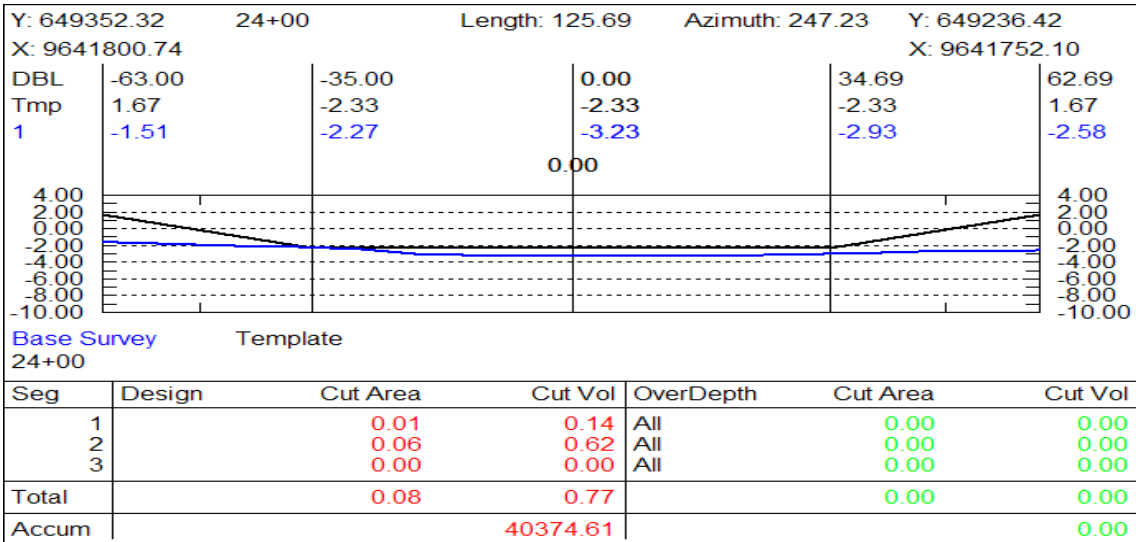 Y: 649352.32 24+00 Length: 125.69 Azimuth: 247.23 Y: 649236.42
X: 9641800.74 X: 9641752.10
DBL -63.00 -35.00 0.00 34.69 62.69
Tmp 1.67 -2.33 -2.33 -2.33 1.67
1 -1.51 -2.27 -3.23 -2.93 -2.58
0.00
4.00 4.00
2.00 2.00
0.00 0.00
-2.00 -2.00
-4.00 -4.00
-6.00 -6.00
-8.00 -8.00
-10.00 -10.00
Base Survey Template
24+00
Seg Design Cut Area Cut Vol OverDepth Cut Area Cut Vol
1 0.01 0.14 All 0.00 0.00
2 0.06 0.62 All 0.00 0.00
3 0.00 0.00 All 0.00 0.00
Total 0.08 0.77 0.00 0.00
Accum 40374.61 0.00